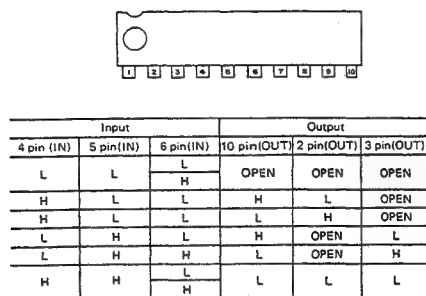 1 2 3 4 5 6 7 8 9 10
Input Output
4 pin (IN) 5 pin(IN) 6 pin(IN) 10 pin(OUT) 2 pin(OUT) 3 pin(OUT)
L L L OPEN OPEN OPEN
H
H L L H L OPEN
H L L L H OPEN
L H L H OPEN L
L H H L OPEN H
H H L L L L
H